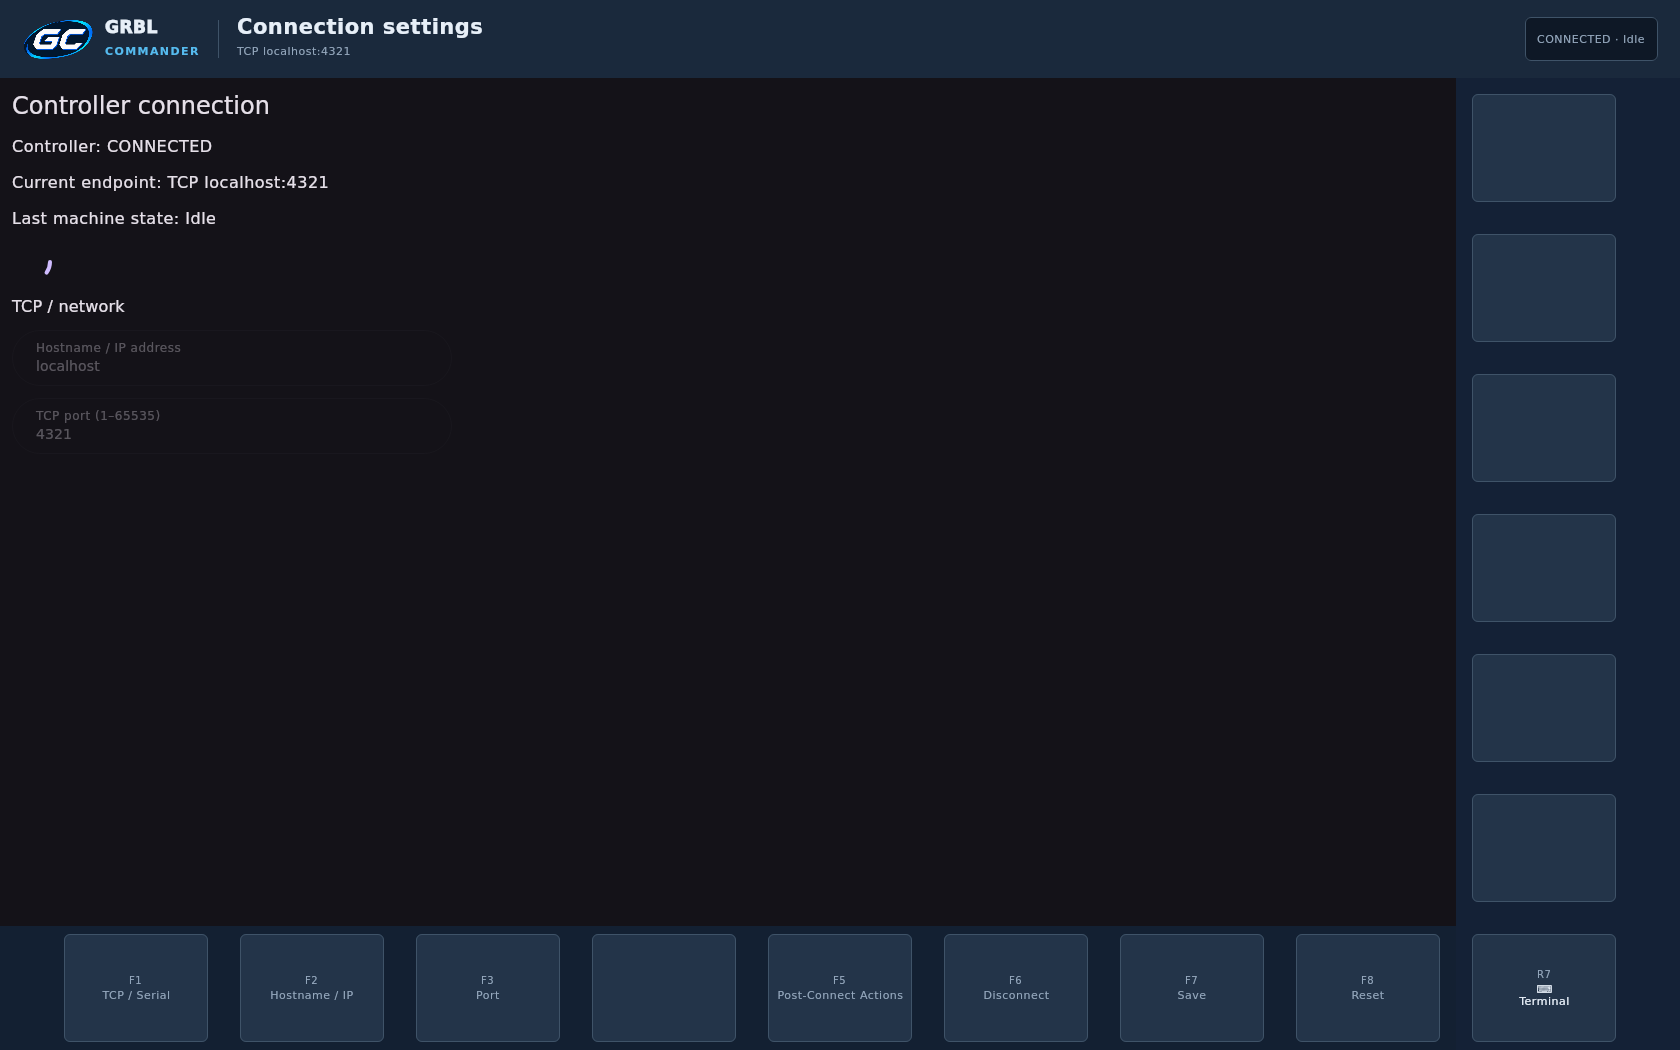 GC
GRBL
COMMANDER
Connection settings
TCP localhost:4321
CONNECTED · Idle
Controller connection
Controller: CONNECTED
Current endpoint: TCP localhost:4321
Last machine state: Idle
TCP / network
Hostname / IP address
localhost
TCP port (1–65535)
4321
F1
TCP / Serial
F2
Hostname / IP
F3
Port
F5
Post-Connect Actions
F6
Disconnect
F7
Save
F8
Reset
R7
Terminal